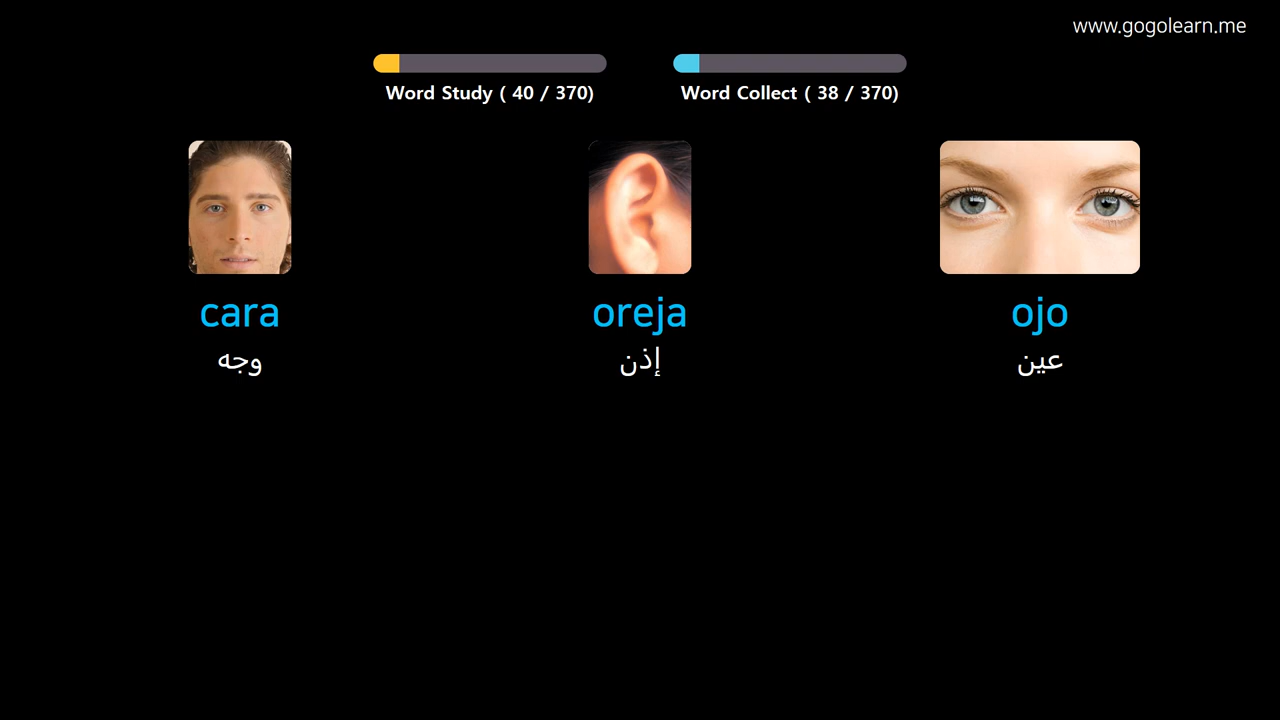 www.gogolearn.me
Word Study ( 40 / 370)
Word Collect ( 38 / 370)
cara
وجه
oreja
إذن
ojo
عين